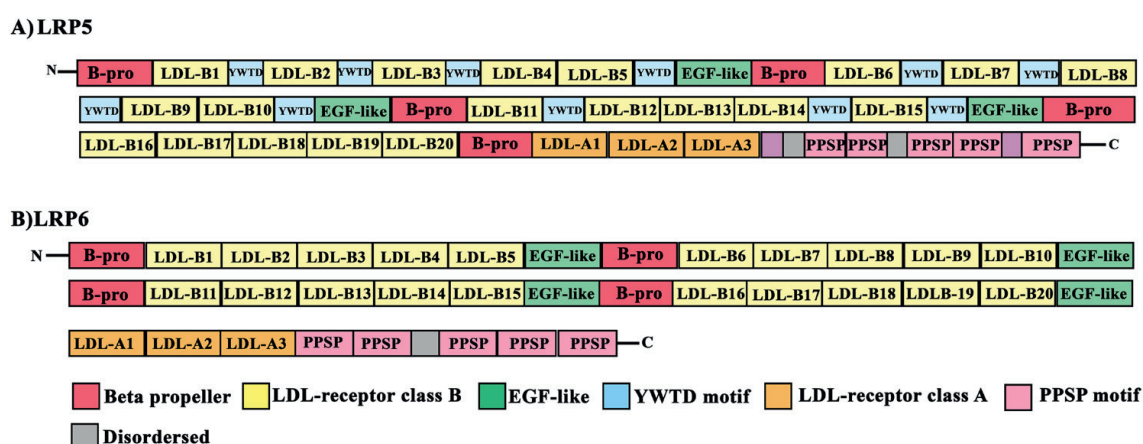 A) LRP5
N B-pro LDL-B1 YWTD LDL-B2 YWTD LDL-B3 YWTD LDL-B4 LDL-B5 YWTD EGF-like B-pro LDL-B6 YWTD LDL-B7 YWTD LDL-B8
YWTD LDL-B9 LDL-B10 YWTD EGF-like B-pro LDL-B11 YWTD LDL-B12 LDL-B13 LDL-B14 YWTD LDL-B15 YWTD EGF-like B-pro
LDL-B16 LDL-B17 LDL-B18 LDL-B19 LDL-B20 B-pro LDL-A1 LDL-A2 LDL-A3 PPSP PPSP PPSP PPSP PPSP C
B)LRP6
N B-pro LDL-B1 LDL-B2 LDL-B3 LDL-B4 LDL-B5 EGF-like B-pro LDL-B6 LDL-B7 LDL-B8 LDL-B9 LDL-B10 EGF-like
B-pro LDL-B11 LDL-B12 LDL-B13 LDL-B14 LDL-B15 EGF-like B-pro LDL-B16 LDL-B17 LDL-B18 LDLB-19 LDL-B20 EGF-like
LDL-A1 LDL-A2 LDL-A3 PPSP PPSP PPSP PPSP PPSP C
Beta propeller LDL-receptor class B EGF-like YWTD motif LDL-receptor class A PPSP motif
Disordersed